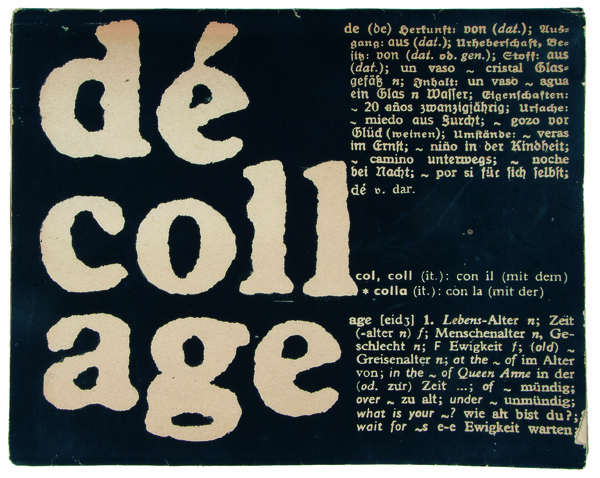 dé
de (de) Herkunft: von (dat.); Aus-
gang: aus (dat.); Urheberſchaft, Be-
ſitz: von (dat. od. gen.); Stoff: aus
(dat.); un vaso ~ cristal Glas-
gefäß n; Inhalt: un vaso ~ agua
ein Glas n Waſſer; Eigenſchaften:
~ 20 años zwanzigjährig; Urſache:
~ miedo aus Furcht; ~ gozo vor
Glück (weinen); Umſtände: ~ veras
im Ernſt; ~ niño in der Kindheit;
~ camino unterwegs; ~ noche
bei Nacht; ~ por si für ſich ſelbſt;
dé v. dar.
coll
col, coll (it.): con il (mit dem)
* colla (it.): con la (mit der)
age
age [eidʒ] 1. Lebens-Alter n; Zeit
(-alter n) f; Menschenalter n, Ge-
schlecht n; F Ewigkeit f; (old) ~
Greisenalter n; at the ~ of im Alter
von; in the ~ of Queen Anne in der
(od. zur) Zeit ...; of ~ mündig;
over ~ zu alt; under ~ unmündig;
what is your ~? wie alt bist du?;
wait for ~s e-e Ewigkeit warten;